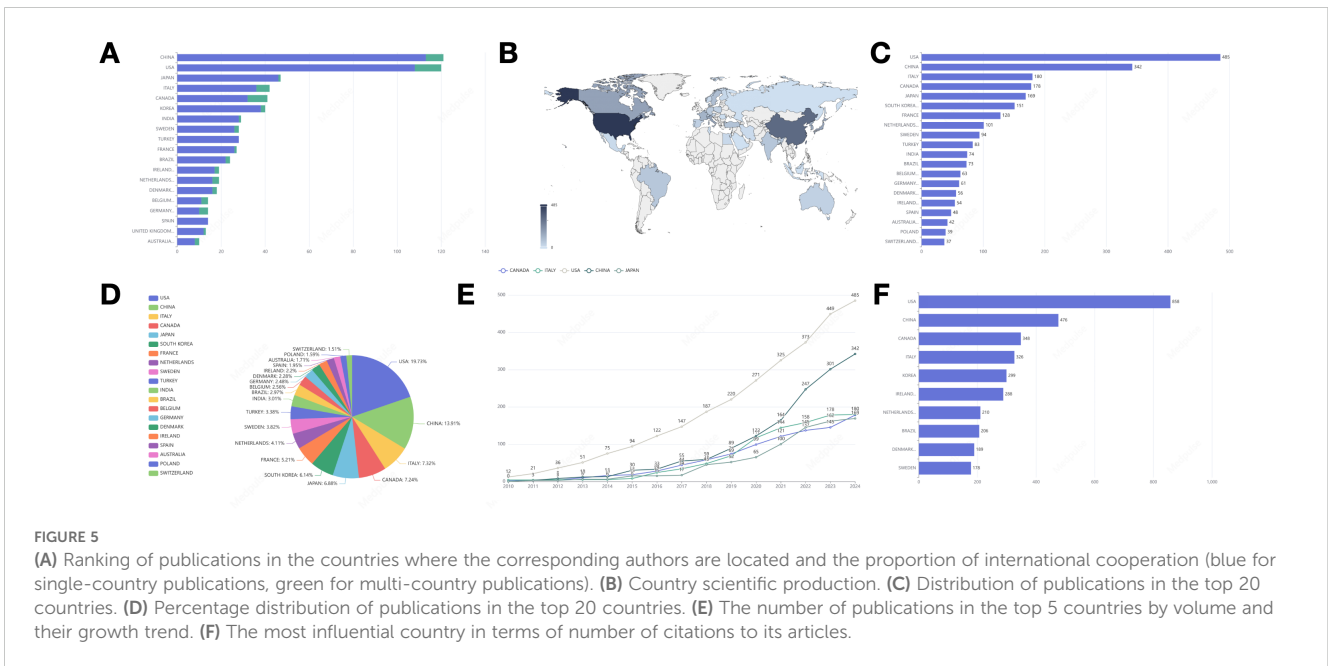 A
CHINA
USA
JAPAN
ITALY
CANADA
KOREA
INDIA
SWEDEN
TURKEY
FRANCE
BRAZIL
IRELAND...
NETHERLANDS...
DENMARK...
BELGIUM...
GERMANY...
SPAIN
UNITED KINGDOM...
AUSTRALIA...
0 20 40 60 80 100 120 140
B
485
0
C
USA 485
CHINA 342
ITALY 180
CANADA 178
JAPAN 169
SOUTH KOREA... 151
FRANCE 128
NETHERLANDS... 101
SWEDEN 94
TURKEY 83
INDIA 74
BRAZIL 73
BELGIUM... 63
GERMANY... 61
DENMARK... 56
IRELAND... 54
SPAIN 48
AUSTRALIA... 42
POLAND 39
SWITZERLAND... 37
0 100 200 300 400 500
D
USA
CHINA
ITALY
CANADA
JAPAN
SOUTH KOREA
FRANCE
NETHERLANDS
SWEDEN
TURKEY
INDIA
BRAZIL
BELGIUM
GERMANY
DENMARK
IRELAND
SPAIN
AUSTRALIA
POLAND
SWITZERLAND
SWITZERLAND: 1.51%
POLAND: 1.59%
AUSTRALIA: 1.71%
SPAIN: 1.95%
IRELAND: 2.2%
DENMARK: 2.28%
GERMANY: 2.48%
BELGIUM: 2.56%
BRAZIL: 2.97%
INDIA: 3.01%
TURKEY: 3.38%
SWEDEN: 3.82%
NETHERLANDS: 4.11%
FRANCE: 5.21%
SOUTH KOREA: 6.14%
JAPAN: 6.88%
CANADA: 7.24%
ITALY: 7.32%
CHINA: 13.91%
USA: 19.73%
E
CANADA ITALY USA CHINA JAPAN
500
400
300
200
100
0
12 21 36 51 75 94 122 147 187 220 271 325 373 449 485
122 164 247 301 342
2010 2011 2012 2013 2014 2015 2016 2017 2018 2019 2020 2021 2022 2023 2024
F
USA 858
CHINA 476
CANADA 348
ITALY 326
KOREA 299
IRELAND... 288
NETHERLANDS... 210
BRAZIL 206
DENMARK... 189
SWEDEN 178
0 200 400 600 800 1,000
FIGURE 5
(A) Ranking of publications in the countries where the corresponding authors are located and the proportion of international cooperation (blue for
single-country publications, green for multi-country publications). (B) Country scientific production. (C) Distribution of publications in the top 20
countries. (D) Percentage distribution of publications in the top 20 countries. (E) The number of publications in the top 5 countries by volume and
their growth trend. (F) The most influential country in terms of number of citations to its articles.